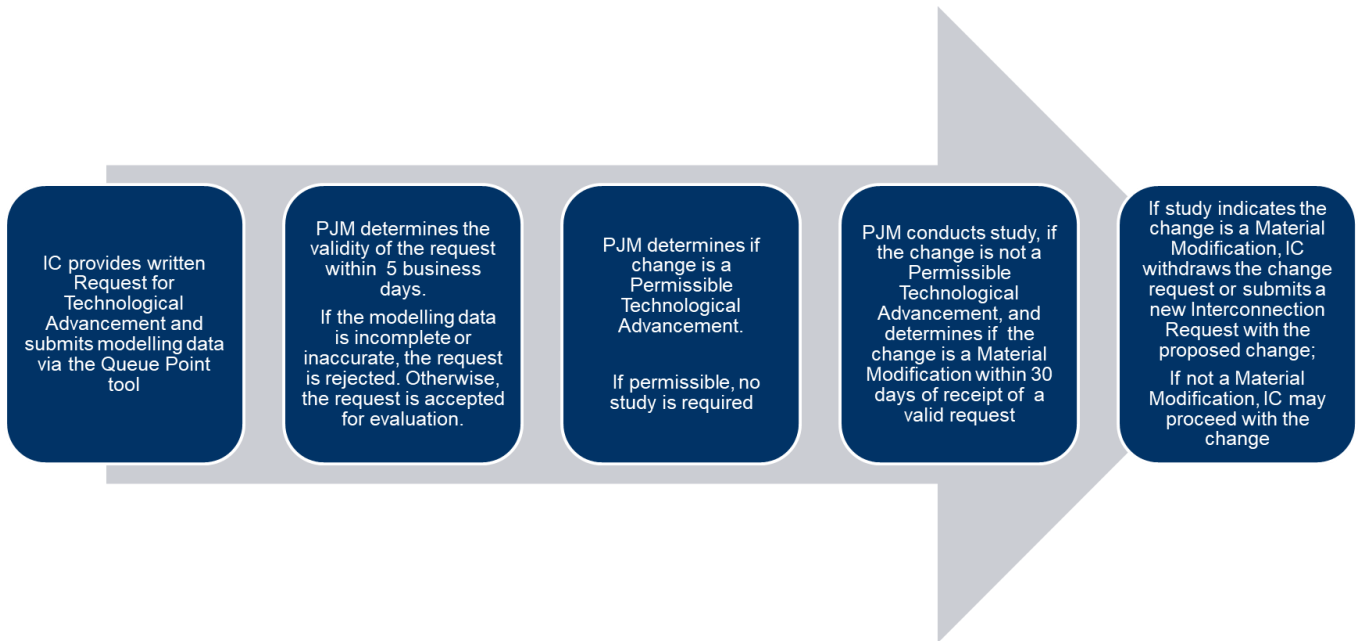 IC provides written
Request for
Technological
Advancement and
submits modelling data
via the Queue Point
tool
PJM determines the
validity of the request
within 5 business
days.
If the modelling data
is incomplete or
inaccurate, the request
is rejected. Otherwise,
the request is accepted
for evaluation.
PJM determines if
change is a
Permissible
Technological
Advancement.
If permissible, no
study is required
PJM conducts study, if
the change is not a
Permissible
Technological
Advancement, and
determines if the
change is a Material
Modification within 30
days of receipt of a
valid request
If study indicates the
change is a Material
Modification, IC
withdraws the change
request or submits a
new Interconnection
Request with the
proposed change;
If not a Material
Modification, IC may
proceed with the
change